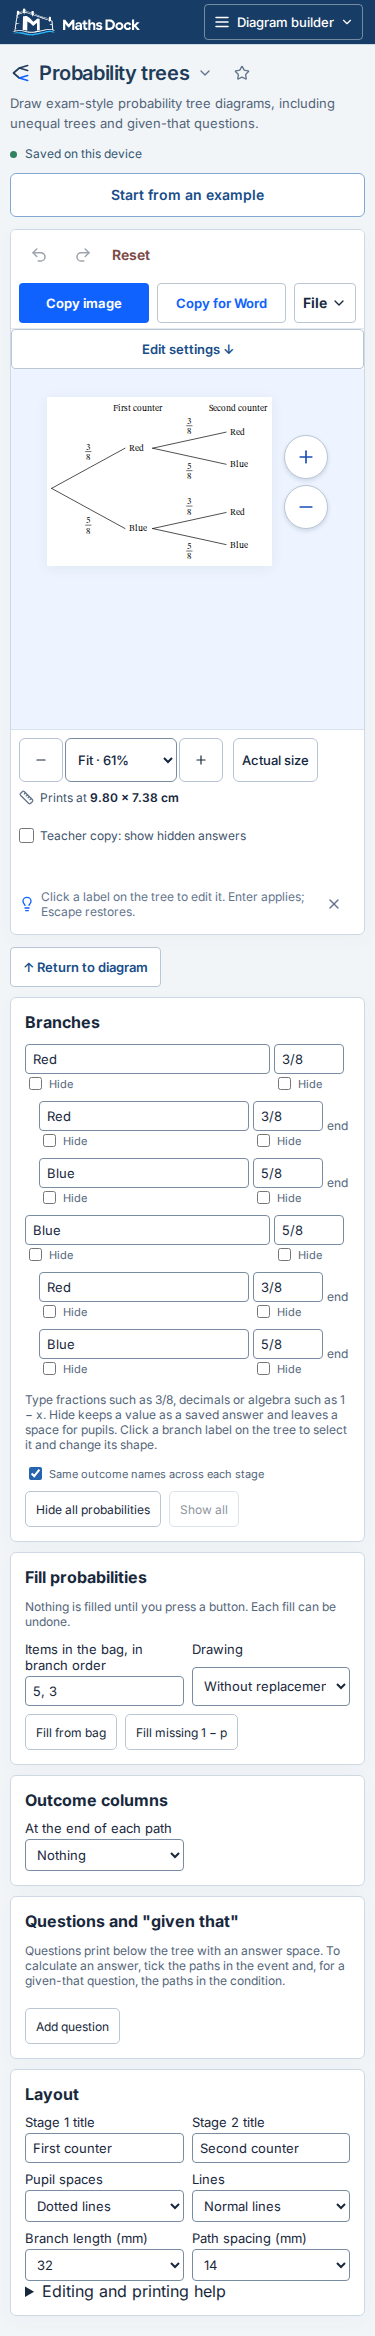 Maths Dock
Diagram builder
Probability trees
Draw exam-style probability tree diagrams, including
unequal trees and given-that questions.
Saved on this device
Start from an example
Reset
Copy image
Copy for Word
File
Edit settings ↓
First counter
Second counter
3/8
Red
3/8
Red
5/8
Blue
5/8
Blue
3/8
Red
5/8
Blue
+
−
−
Fit · 61%
+
Actual size
Prints at 9.80 × 7.38 cm
Teacher copy: show hidden answers
Click a label on the tree to edit it. Enter applies;
Escape restores.
↑ Return to diagram
Branches
Red 3/8
Hide Hide
Red 3/8 end
Hide Hide
Blue 5/8 end
Hide Hide
Blue 5/8
Hide Hide
Red 3/8 end
Hide Hide
Blue 5/8 end
Hide Hide
Type fractions such as 3/8, decimals or algebra such as 1
− x. Hide keeps a value as a saved answer and leaves a
space for pupils. Click a branch label on the tree to select
it and change its shape.
Same outcome names across each stage
Hide all probabilities
Show all
Fill probabilities
Nothing is filled until you press a button. Each fill can be
undone.
Items in the bag, in
branch order
Drawing
5, 3
Without replacemer
Fill from bag
Fill missing 1 − p
Outcome columns
At the end of each path
Nothing
Questions and "given that"
Questions print below the tree with an answer space. To
calculate an answer, tick the paths in the event and, for a
given-that question, the paths in the condition.
Add question
Layout
Stage 1 title
Stage 2 title
First counter
Second counter
Pupil spaces
Lines
Dotted lines
Normal lines
Branch length (mm)
Path spacing (mm)
32
14
Editing and printing help